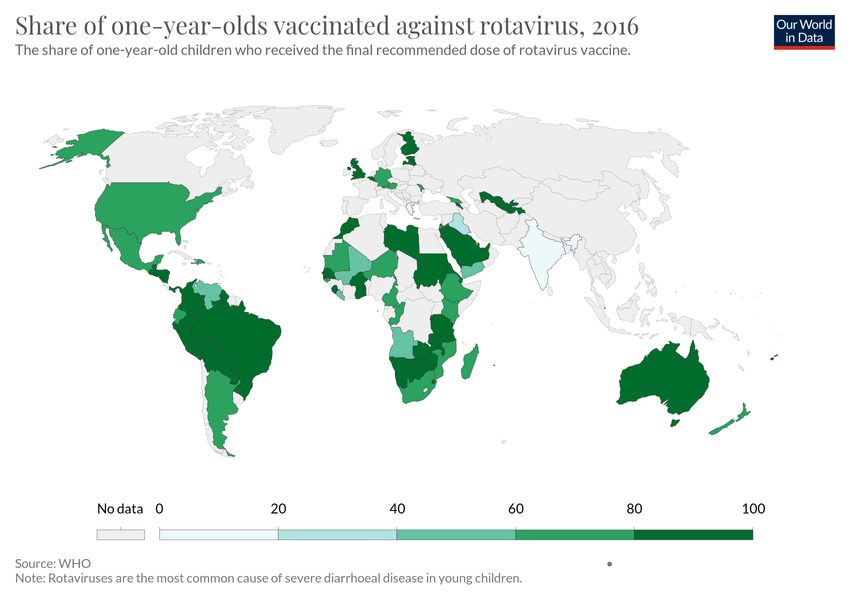 Share of one-year-olds vaccinated against rotavirus, 2016
The share of one-year-old children who received the final recommended dose of rotavirus vaccine.
Our World
in Data
No data 0 20 40 60 80 100
Source: WHO
Note: Rotaviruses are the most common cause of severe diarrhoeal disease in young children.